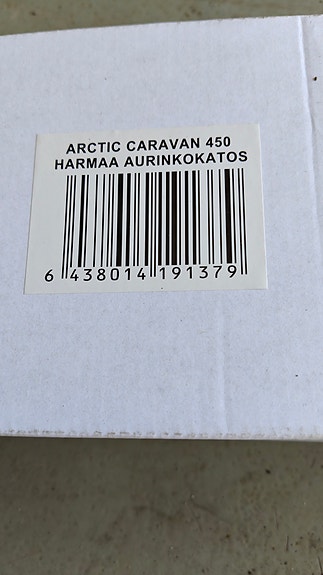 ARCTIC CARAVAN 450
HARMAA AURINKOKATOS
6 438014 191379